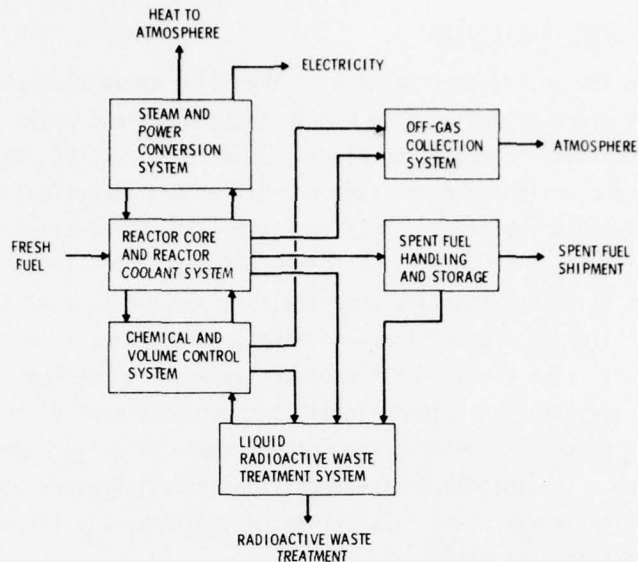 HEAT TO
ATMOSPHERE
ELECTRICITY
STEAM AND
POWER
CONVERSION
SYSTEM
OFF-GAS
COLLECTION
SYSTEM
ATMOSPHERE
FRESH
FUEL
REACTOR CORE
AND REACTOR
COOLANT SYSTEM
SPENT FUEL
HANDLING
AND STORAGE
SPENT FUEL
SHIPMENT
CHEMICAL AND
VOLUME CONTROL
SYSTEM
LIQUID
RADIOACTIVE WASTE
TREATMENT SYSTEM
RADIOACTIVE WASTE
TREATMENT